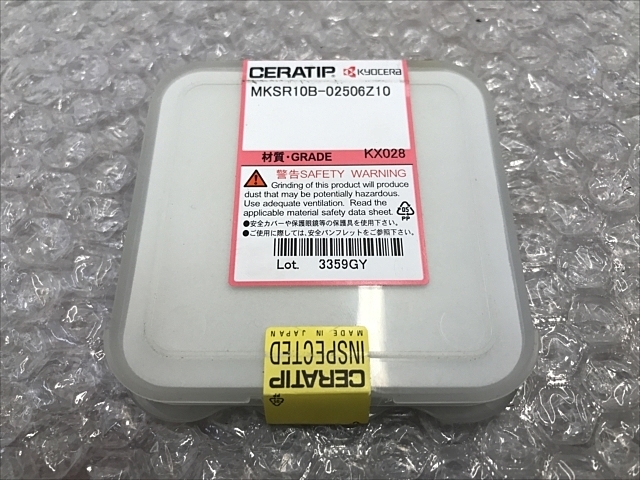 CERATIP® KYOCERA
MKSR10B-02506Z10
材質・GRADE KX028
警告SAFETY WARNING
Grinding of this product will produce
dust that may be potentially hazardous.
Use adequate ventilation. Read the
applicable material safety data sheet.
PP
●安全カバーや保護眼鏡等の保護具を使用下さい。
●ご使用に際しては、安全パンフレットをご参照下さい。
Lot. 3359GY
CERATIP
INSPECTED
MADE IN JAPAN